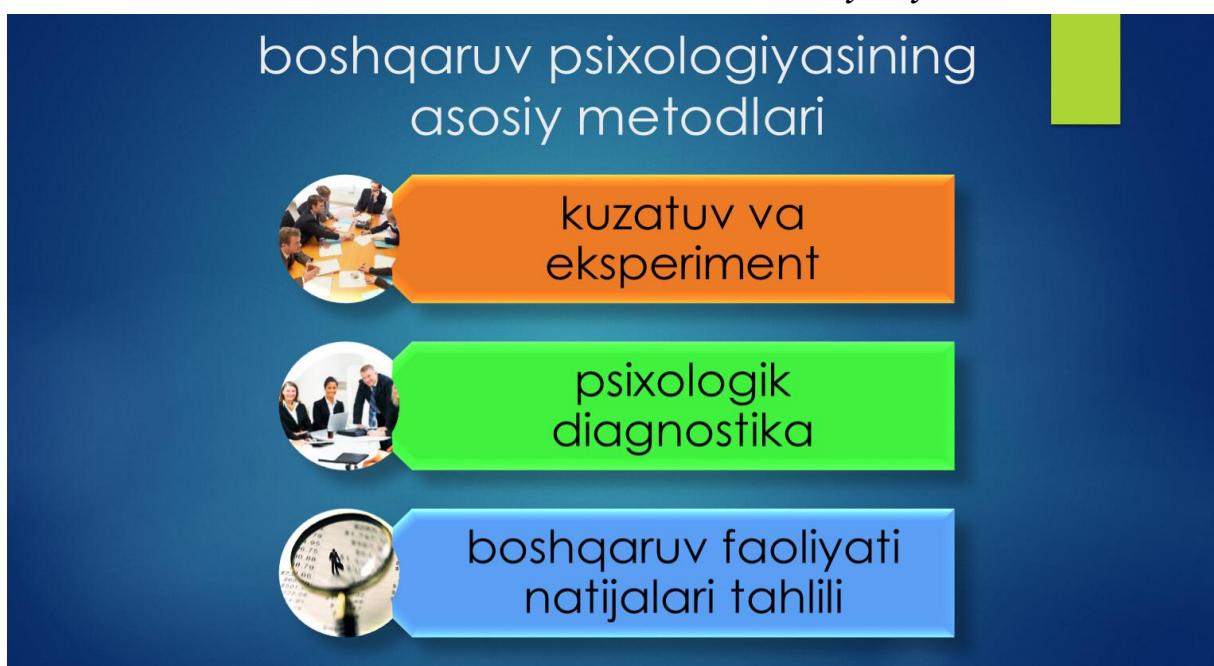 boshqaruv psixologiyasining
asosiy metodlari
kuzatuv va
eksperiment
psixologik
diagnostika
boshqaruv faoliyati
natijalari tahlili